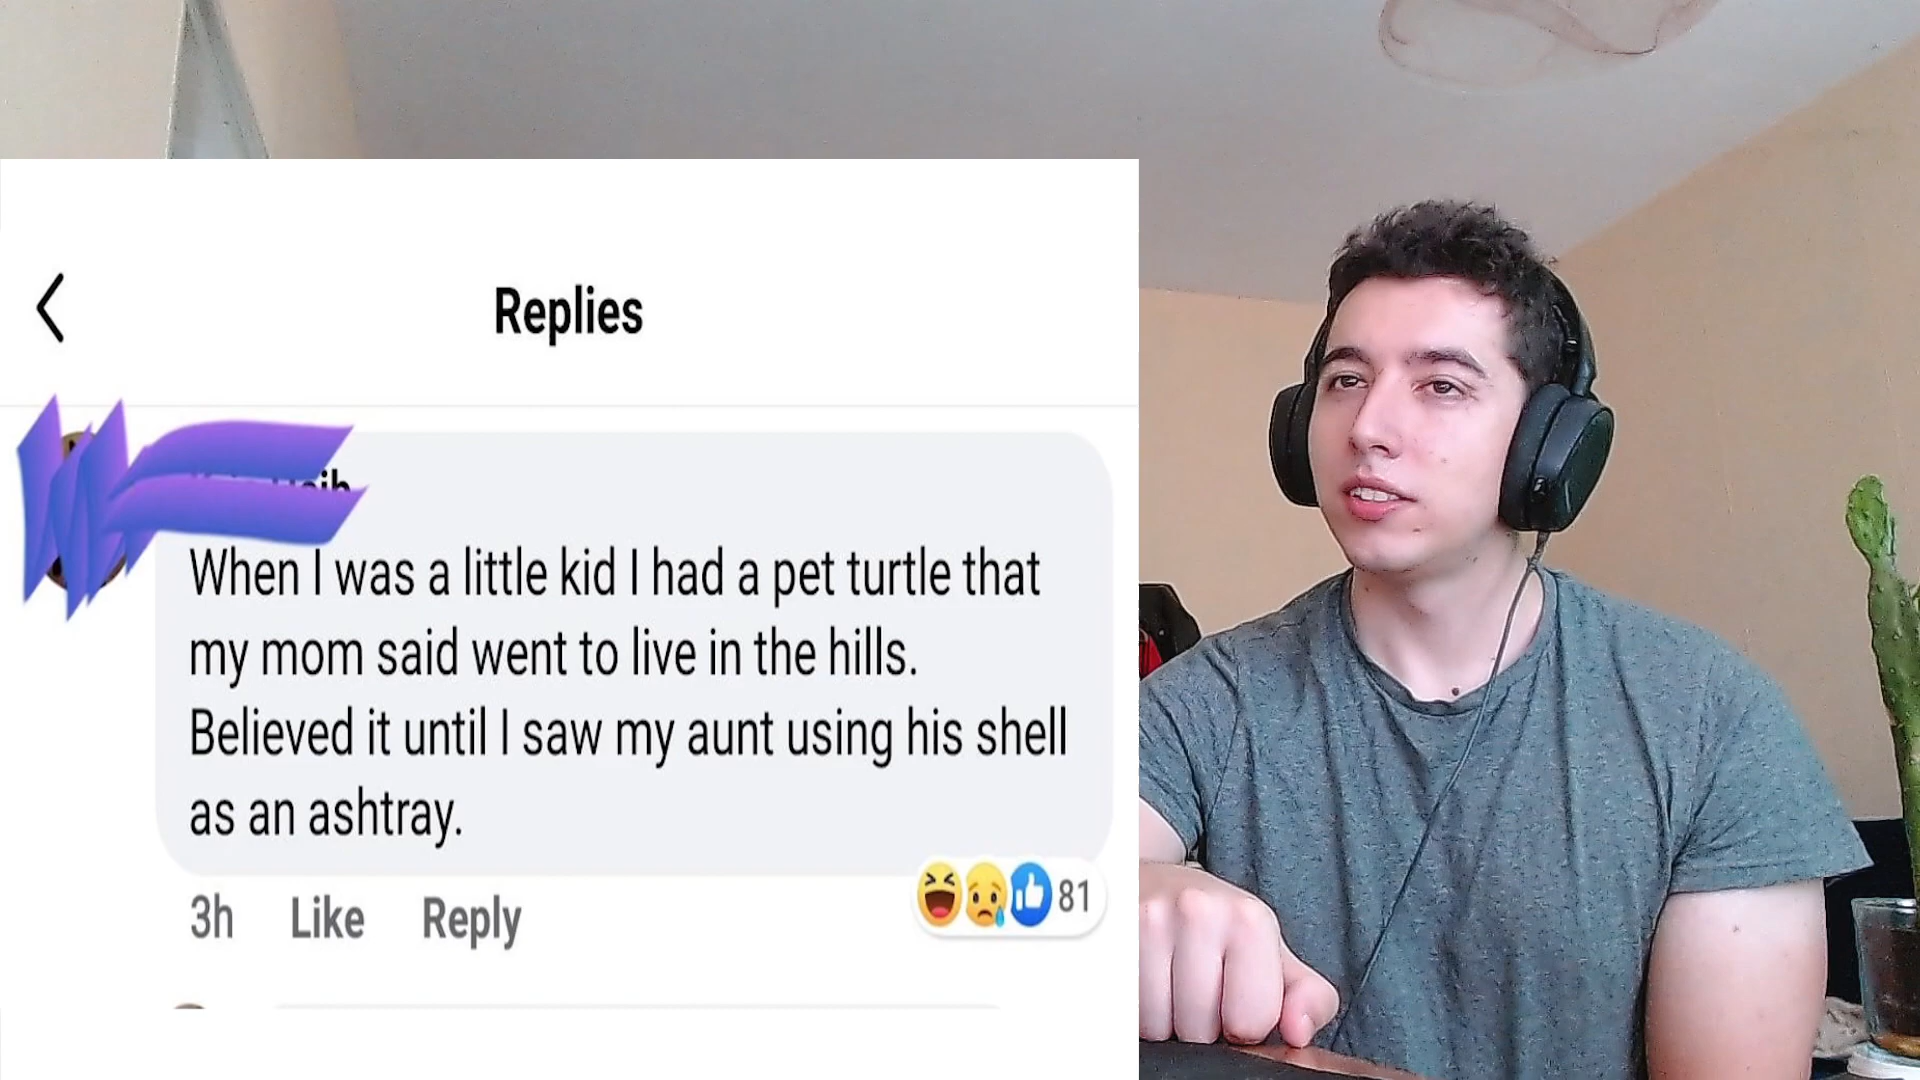 Replies
When I was a little kid I had a pet turtle that
my mom said went to live in the hills.
Believed it until I saw my aunt using his shell
as an ashtray.
3h Like Reply 81